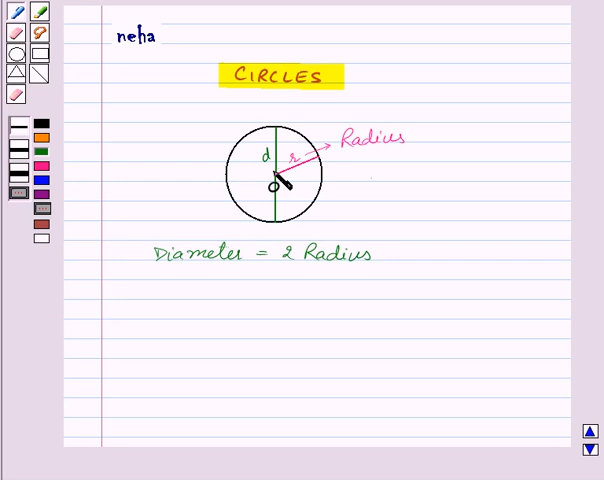 neha
CIRCLES
Radius
d
r
O
Diameter = 2 Radius